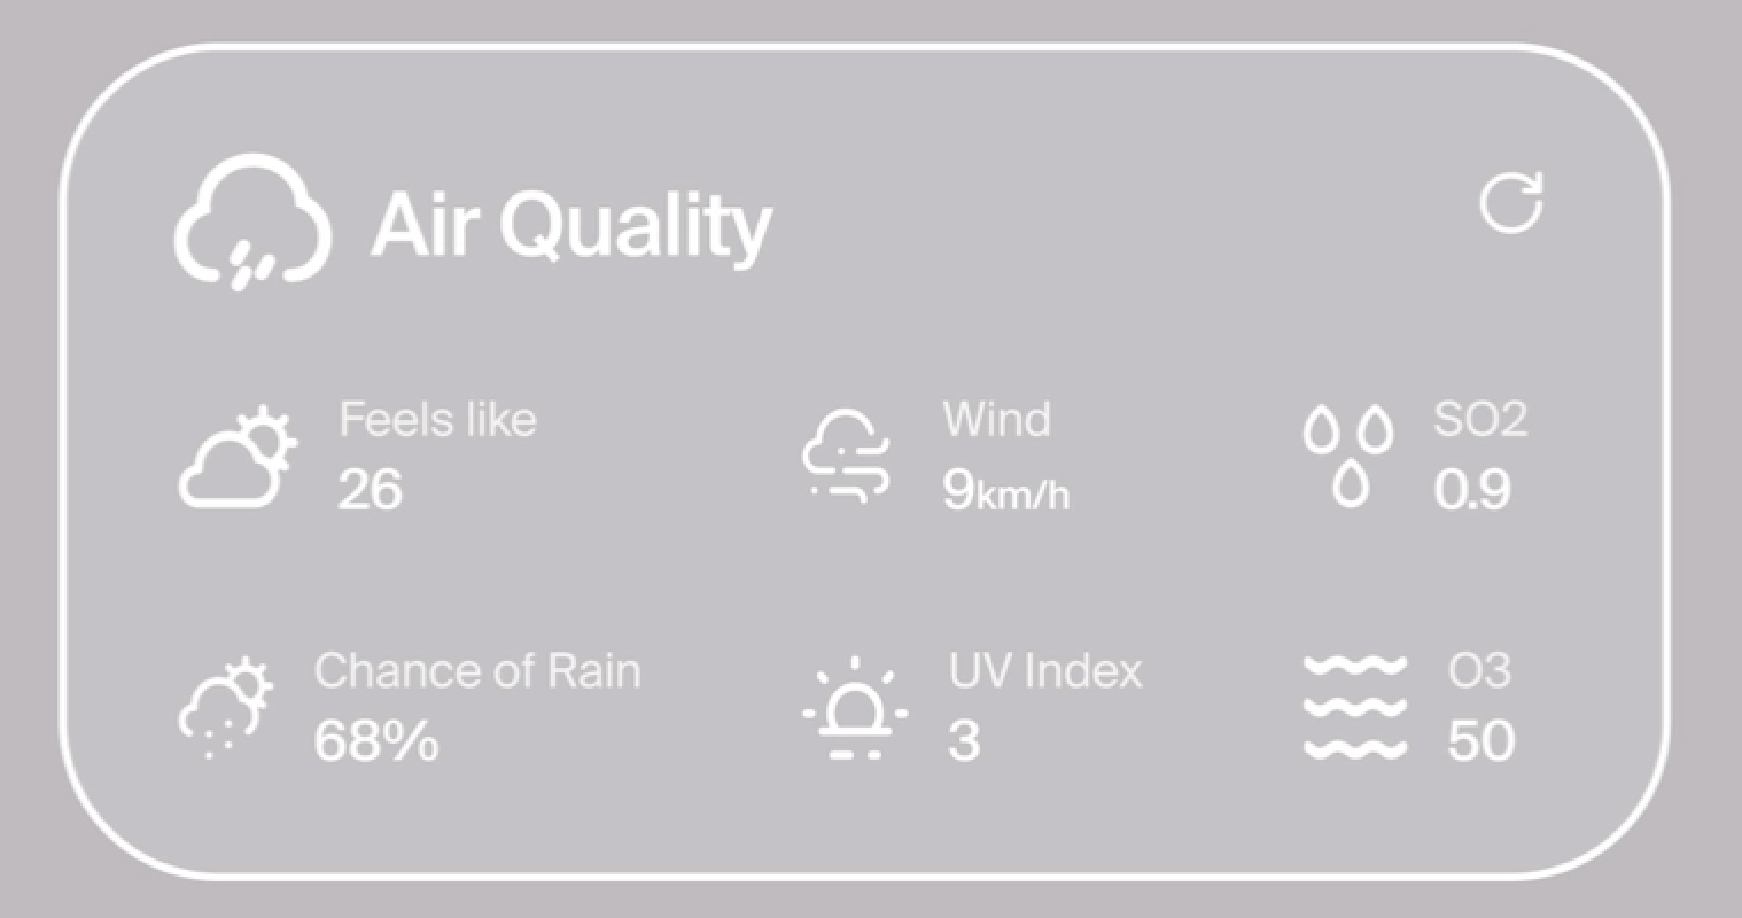 Air Quality
Feels like
26
Wind
9km/h
SO2
0.9
Chance of Rain
68%
UV Index
3
O3
50